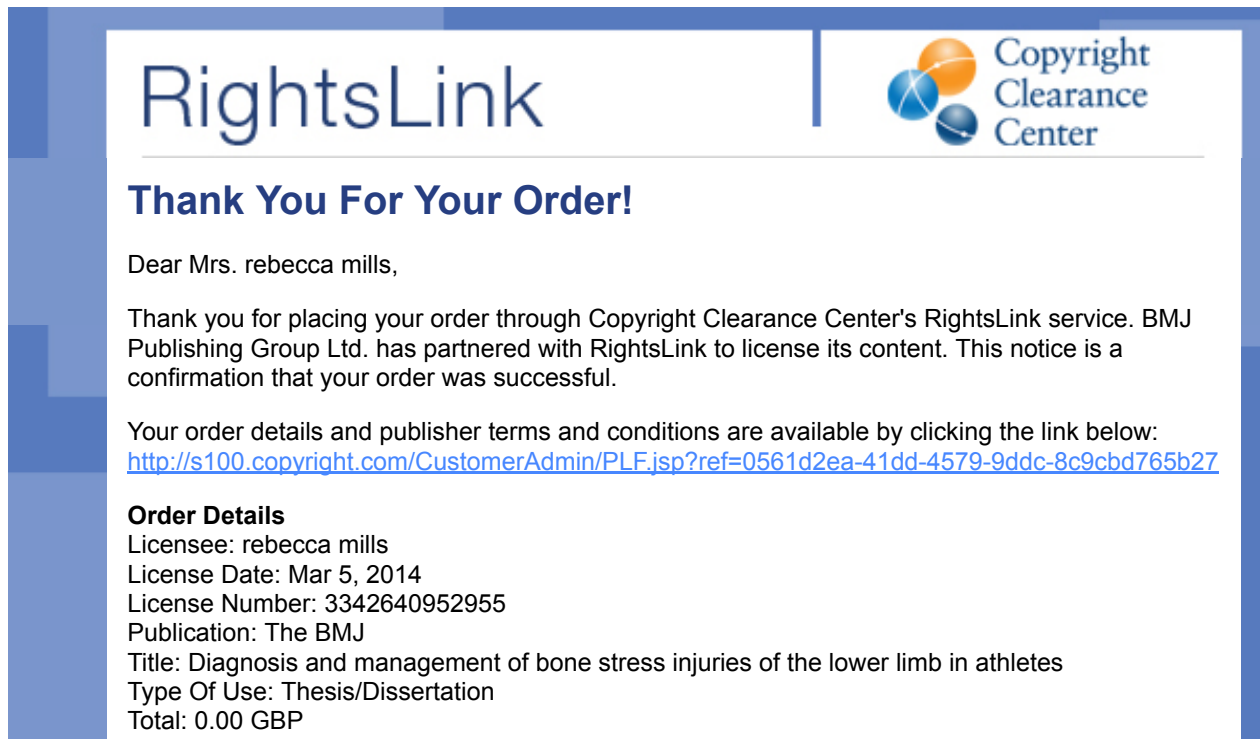 RightsLink
Copyright
Clearance
Center
Thank You For Your Order!
Dear Mrs. rebecca mills,
Thank you for placing your order through Copyright Clearance Center's RightsLink service. BMJ
Publishing Group Ltd. has partnered with RightsLink to license its content. This notice is a
confirmation that your order was successful.
Your order details and publisher terms and conditions are available by clicking the link below:
http://s100.copyright.com/CustomerAdmin/PLF.jsp?ref=0561d2ea-41dd-4579-9ddc-8c9cbd765b27
Order Details
Licensee: rebecca mills
License Date: Mar 5, 2014
License Number: 3342640952955
Publication: The BMJ
Title: Diagnosis and management of bone stress injuries of the lower limb in athletes
Type Of Use: Thesis/Dissertation
Total: 0.00 GBP